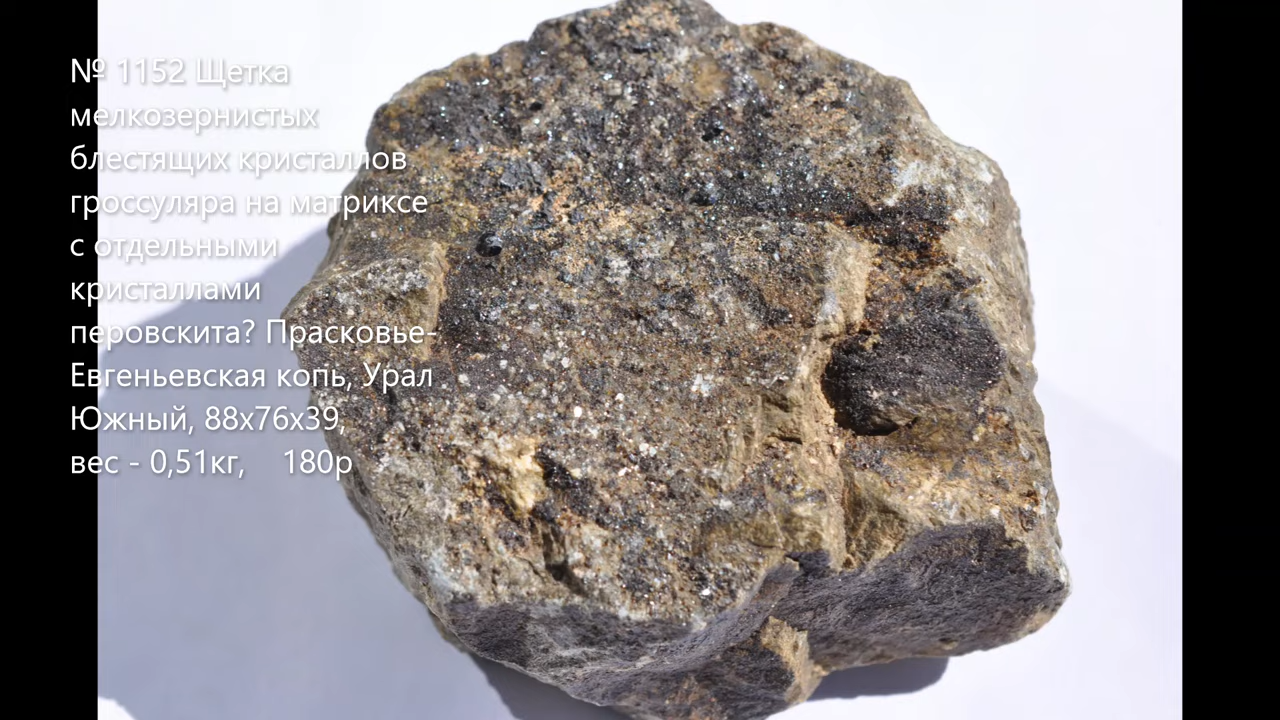 № 1152 Щетка
мелкозернистых
блестящих кристаллов
гроссуляра на матриксе
с отдельными
кристаллами
перовскита? Прасковье-
Евгеньевская копь, Урал
Южный, 88х76х39,
вес - 0,51кг, 180р